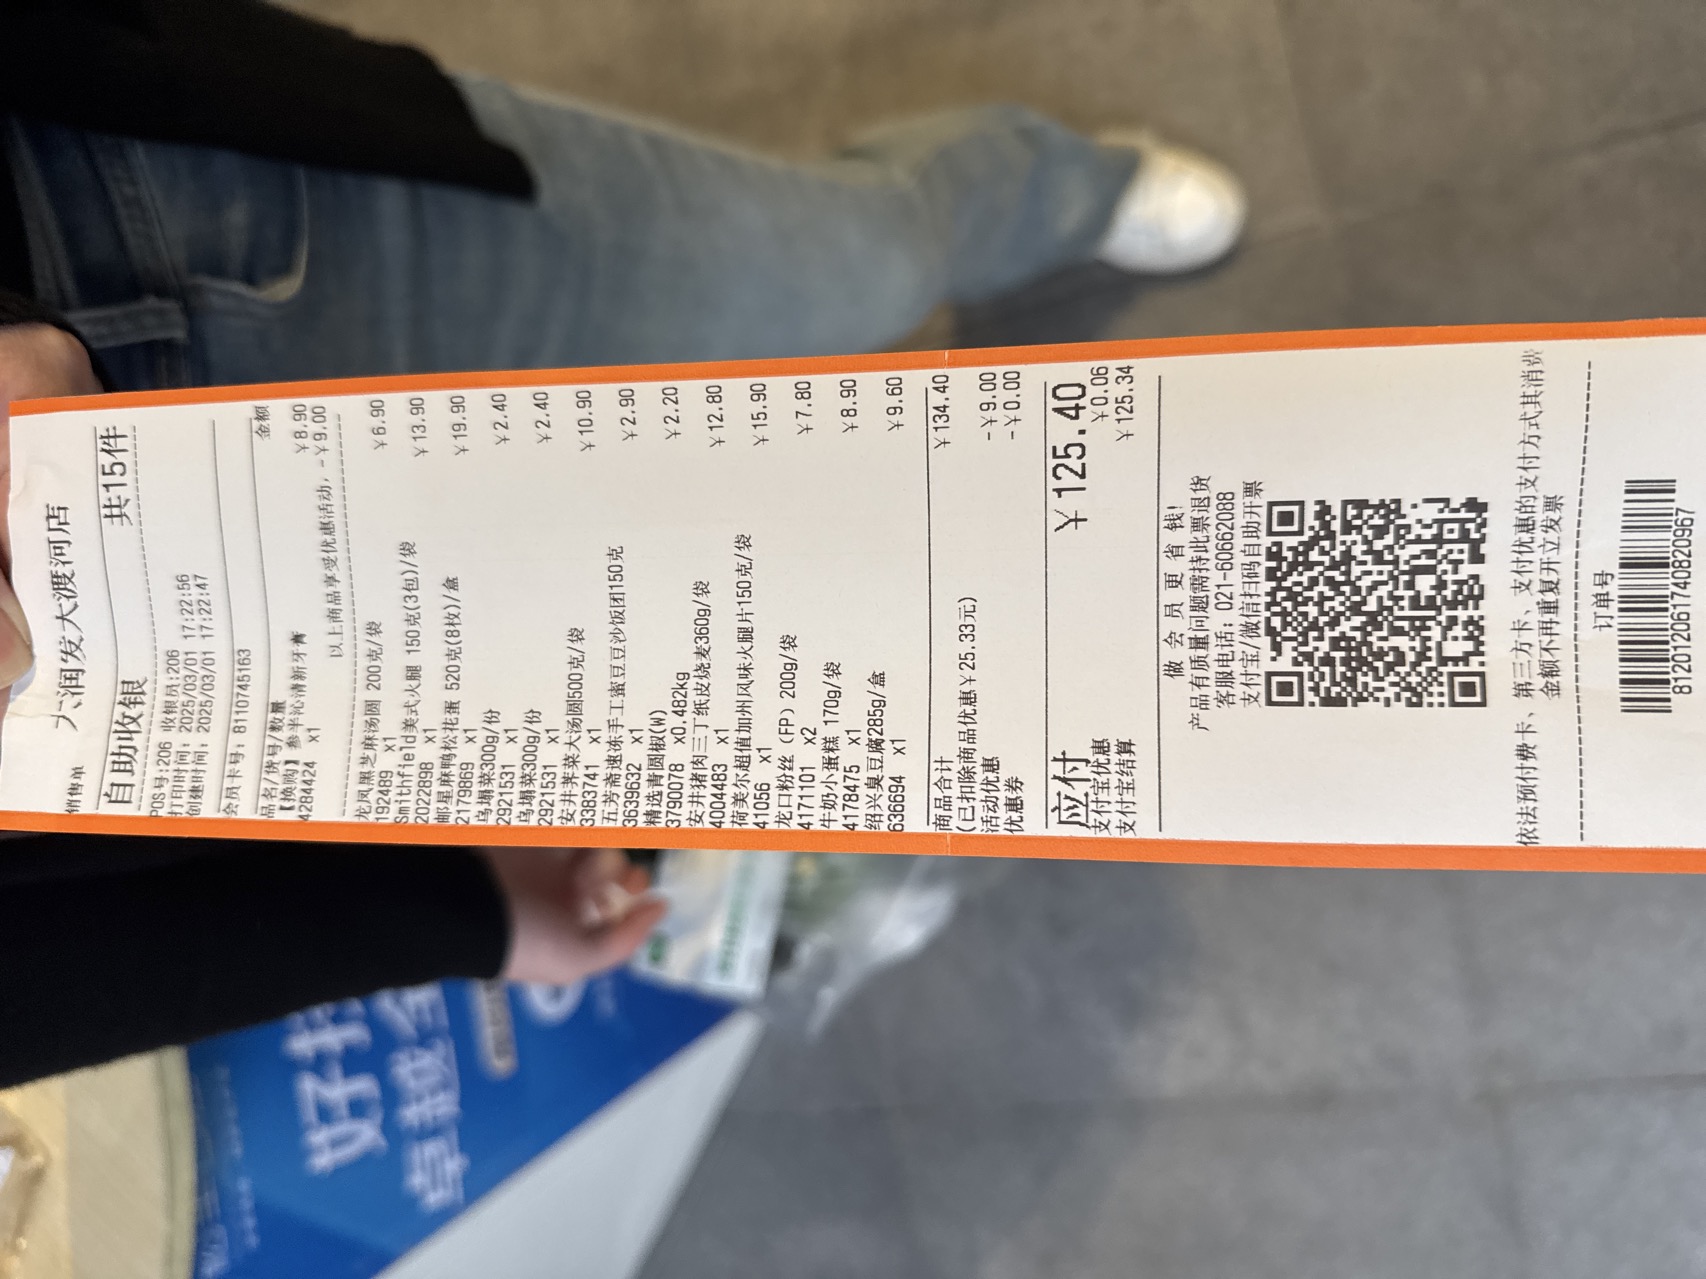 大润发大渡河店
销售单
自助收银 共15件
POS号:206 收银员:206
打印时间: 2025/03/01 17:22:56
创建时间: 2025/03/01 17:22:47
会员卡号: 8110745163
品名/货号/数量 金额
【换购】参半沁清新牙膏
4284424 x1 ￥8.90
以上商品享受优惠活动, -￥9.00
龙凤黑芝麻汤圆 200克/袋
192489 x1 ￥6.90
Smithfield美式火腿 150克(3包)/袋
2022898 x1 ￥13.90
邮星麻鸭松花蛋 520克(8枚)/盒
2179869 x1 ￥19.90
乌塌菜300g/份
2921531 x1 ￥2.40
乌塌菜300g/份
2921531 x1 ￥2.40
安井荠菜大汤圆500克/袋
3383741 x1 ￥10.90
五芳斋速冻手工蜜豆豆沙饭团150克
3639632 x1 ￥2.90
精选青圆椒(W)
37900078 x0.482kg ￥2.20
安井猪肉三丁纸皮烧麦360g/袋
4004483 x1 ￥12.80
荷美尔超值加州风味火腿片150克/袋
41056 x1 ￥15.90
龙口粉丝 (FP) 200g/袋
4171101 x2 ￥7.80
牛奶小蛋糕 170g/袋
4178475 x1 ￥8.90
绍兴臭豆腐285g/盒
636694 x1 ￥9.60
商品合计 ￥134.40
(已扣除商品优惠￥25.33元)
活动优惠 -￥9.00
优惠券 -￥0.00
应付 ￥125.40
支付宝优惠 ￥0.06
支付宝结算 ￥125.34
做 会 员 更 省 钱!
产品有质量问题需持此票退货
客服电话: 021-60662088
支付宝/微信扫码自助开票
依法预付费卡、第三方卡、支付优惠的支付方式其消费
金额不再重复开立发票
订单号
812012061740820967
好